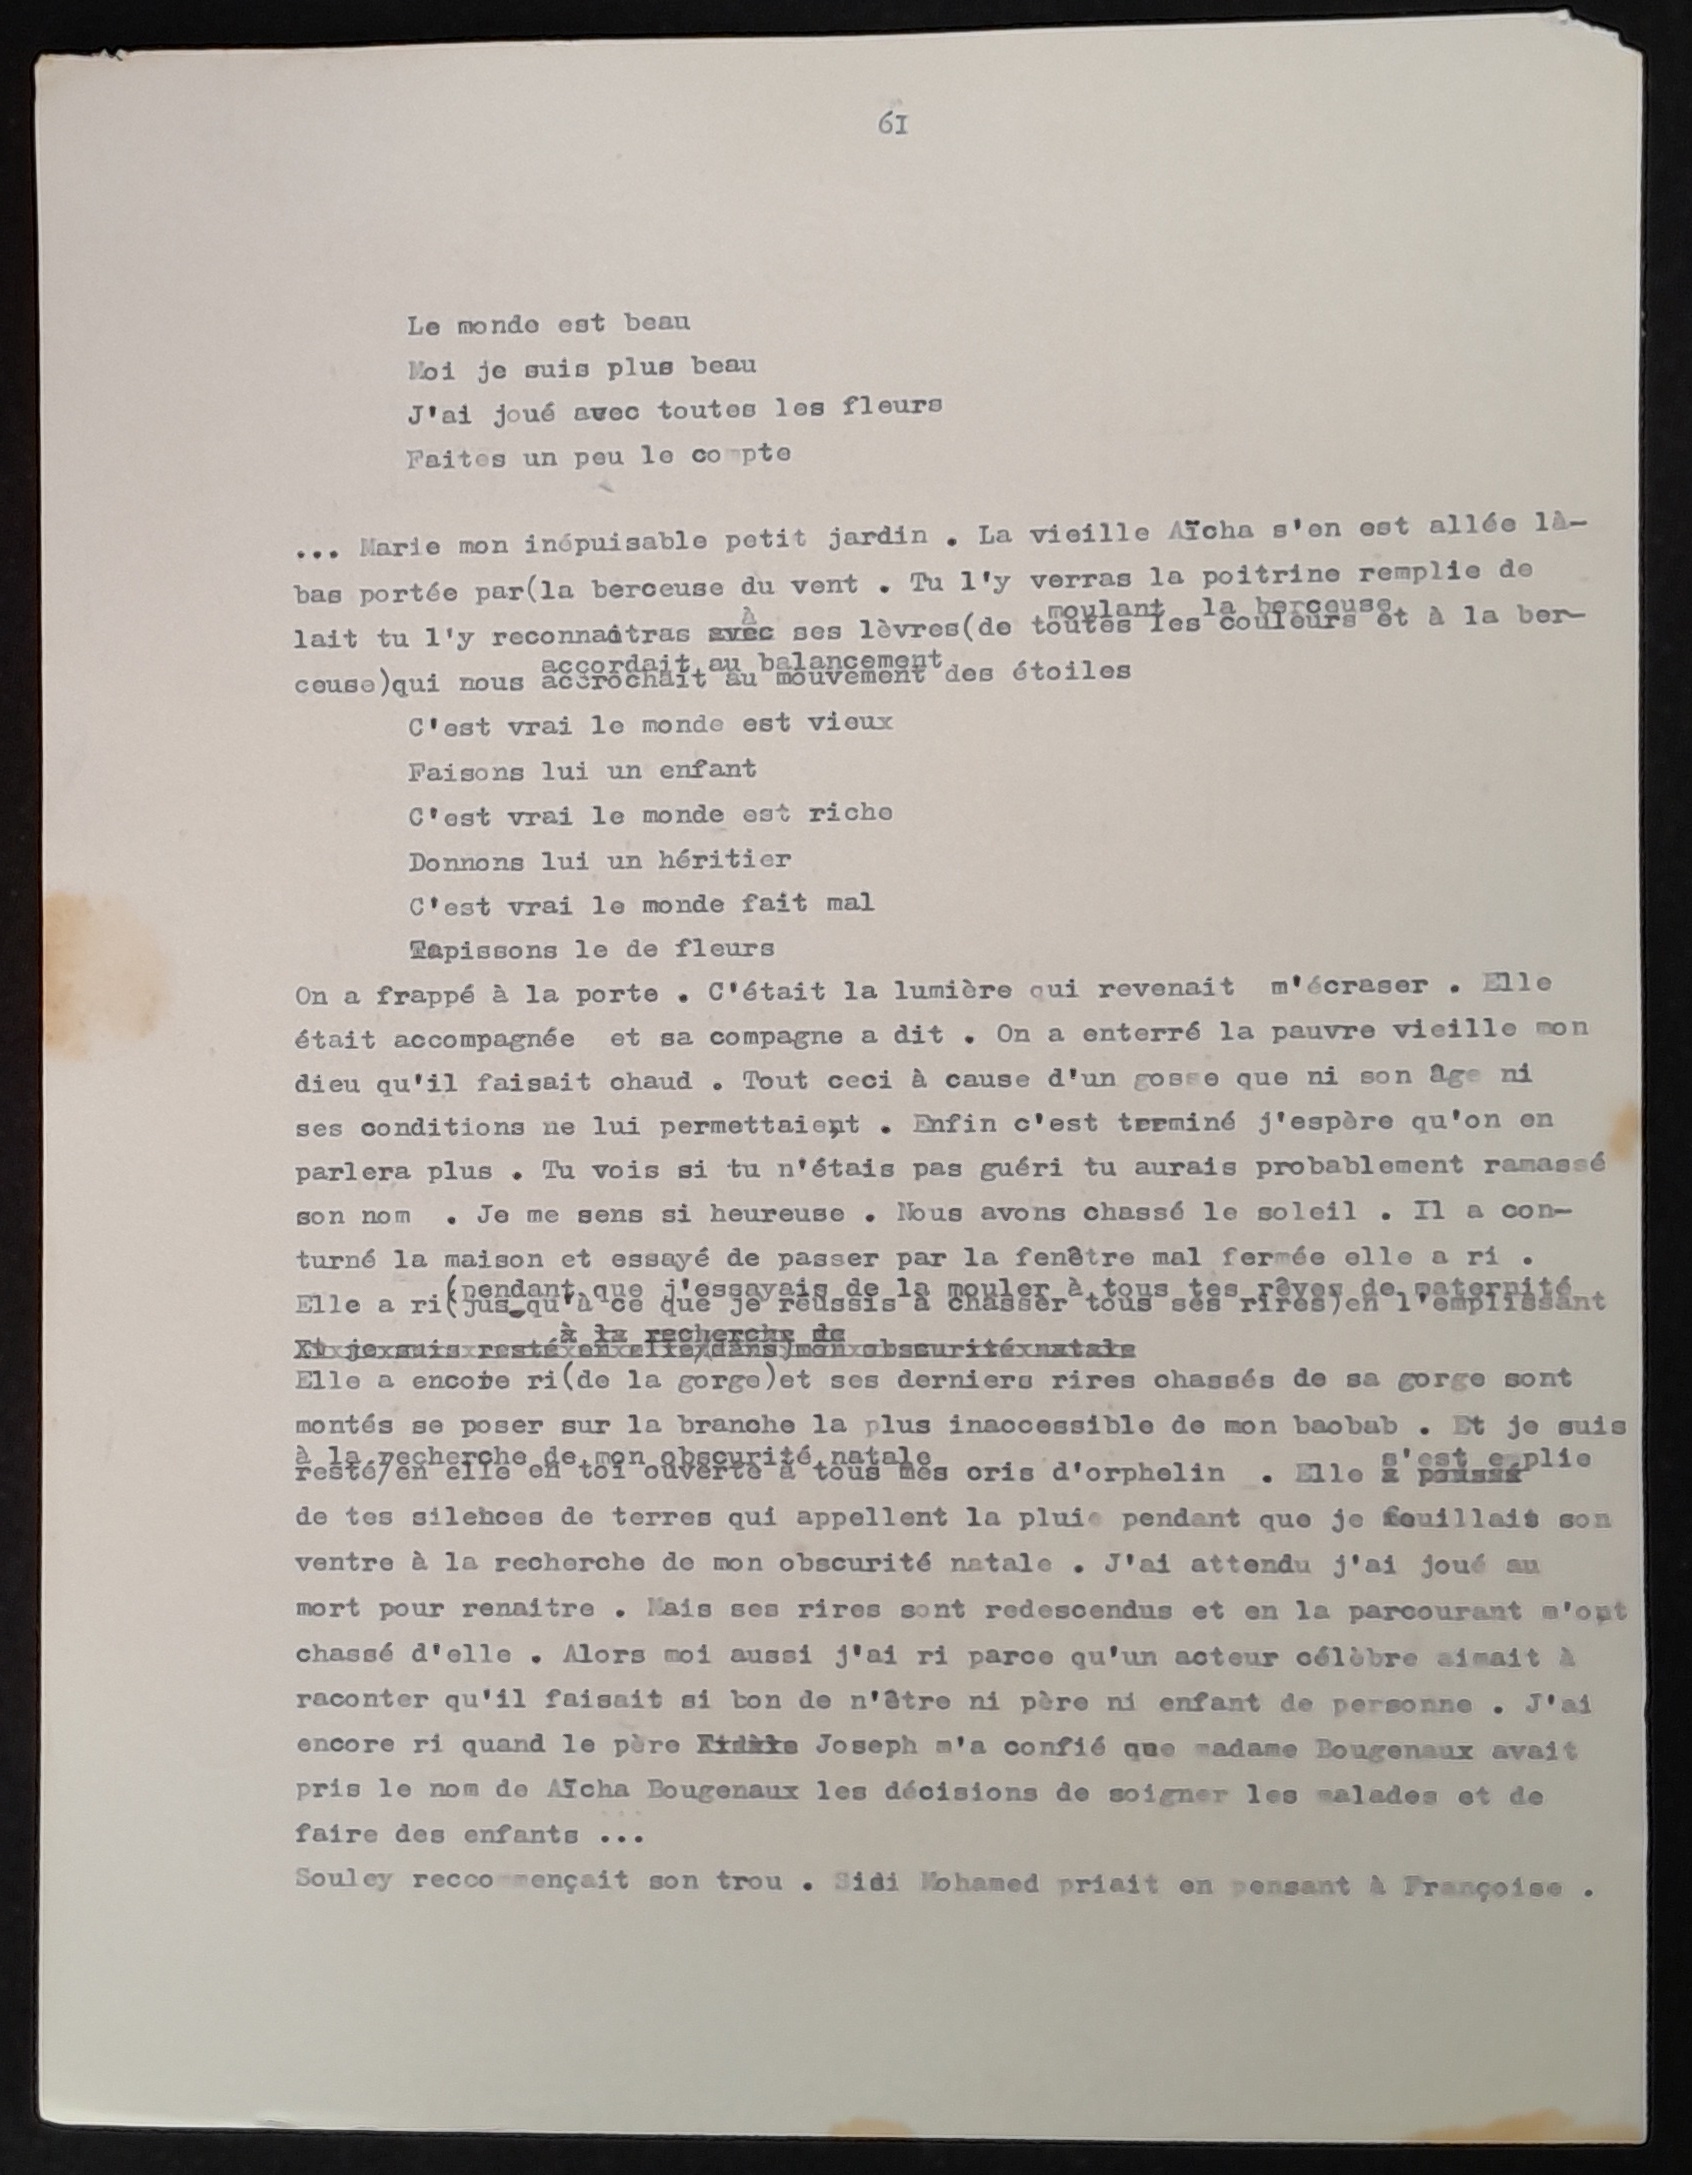 61
Le monde est beau
Moi je suis plus beau
J'ai joué avec toutes les fleurs
Faites un peu le compte
... Marie mon inépuisable petit jardin . La vieille Aïcha s'en est allée là-
bas portée par(la berceuse du vent . Tu l'y verras la poitrine remplie de
à moulant la berceuse
lait tu l'y reconnaitras avec ses lèvres(de toutes les couleurs et à la ber-
accordait au balancement
ceuse)qui nous accrochait au mouvement des étoiles
C'est vrai le monde est vieux
Faisons lui un enfant
C'est vrai le monde est riche
Donnons lui un héritier
C'est vrai le monde fait mal
Tapissons le de fleurs
On a frappé à la porte . C'était la lumière qui revenait m'écraser . Elle
était accompagnée et sa compagne a dit . On a enterré la pauvre vieille mon
dieu qu'il faisait chaud . Tout ceci à cause d'un gosse que ni son âge ni
ses conditions ne lui permettaient . Enfin c'est terminé j'espère qu'on en
parlera plus . Tu vois si tu n'étais pas guéri tu aurais probablement ramassé
son nom . Je me sens si heureuse . Nous avons chassé le soleil . Il a con-
turné la maison et essayé de passer par la fenêtre mal fermée elle a ri .
(pendant que j'essayais de la mouler à tous tes rêves de maternité
Elle a ri(jus qu'à ce que je réussis à chasser tous ses rires)en l'emplissant
à la recherche de
Et je suis resté en elle/(dans)mon obscurité natale
Elle a encore ri(de la gorge)et ses derniers rires chassés de sa gorge sont
montés se poser sur la branche la plus inaccessible de mon baobab . Et je suis
à la recherche de mon obscurité natale s'est emplie
resté/en elle en toi ouverte à tous mes cris d'orphelin . Elle a poussé
de tes silences de terres qui appellent la pluie pendant que je fouillais son
ventre à la recherche de mon obscurité natale . J'ai attendu j'ai joué au
mort pour renaitre . Mais ses rires sont redescendus et en la parcourant m'ont
chassé d'elle . Alors moi aussi j'ai ri parce qu'un acteur célèbre aimait à
raconter qu'il faisait si bon de n'être ni père ni enfant de personne . J'ai
encore ri quand le père Joseph m'a confié que madame Bougenaux avait
pris le nom de Aïcha Bougenaux les décisions de soigner les malades et de
faire des enfants ...
Souley reccommençait son trou . Sidi Mohamed priait en pensant à Françoise .